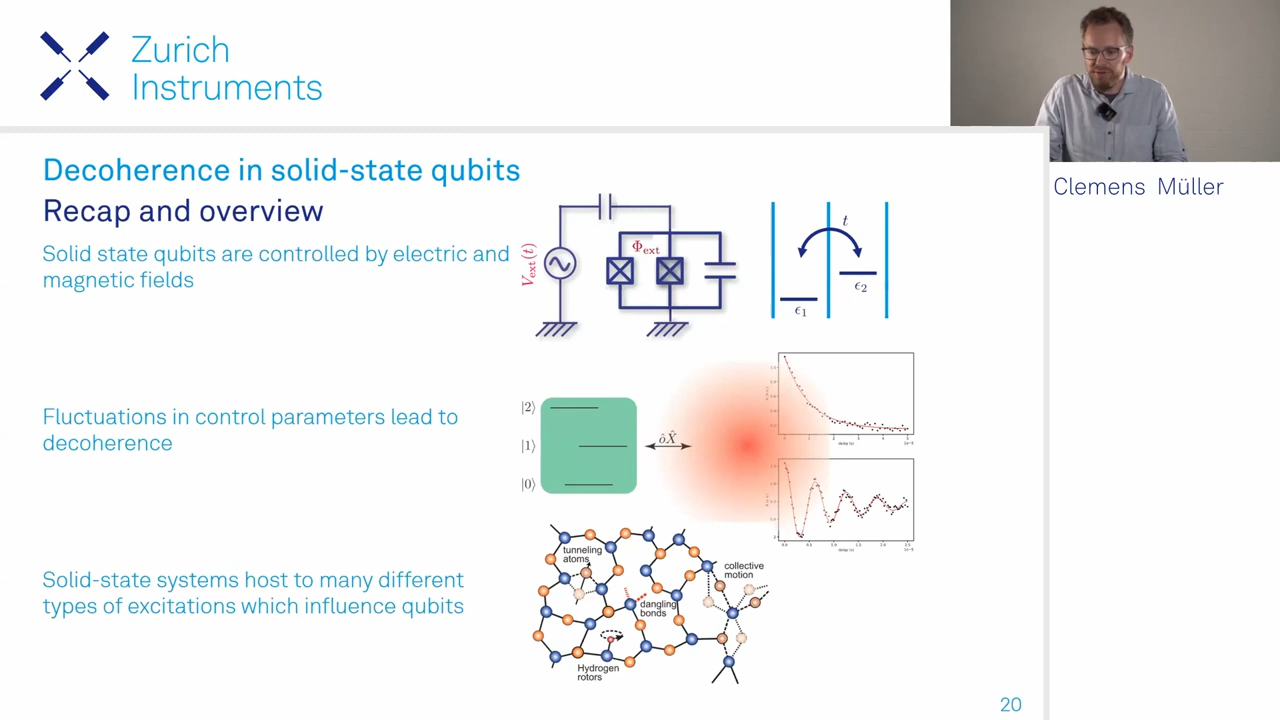 Zurich
Instruments
Clemens Müller
Decoherence in solid-state qubits
Recap and overview
Solid state qubits are controlled by electric and
magnetic fields
V_ext(t)
Φ_ext
t
ϵ₁
ϵ₂
Fluctuations in control parameters lead to
decoherence
|2⟩
|1⟩
|0⟩
ôX̂
delay (s)
delay (s)
Solid-state systems host to many different
types of excitations which influence qubits
tunneling
atoms
collective
motion
dangling
bonds
Hydrogen
rotors
20